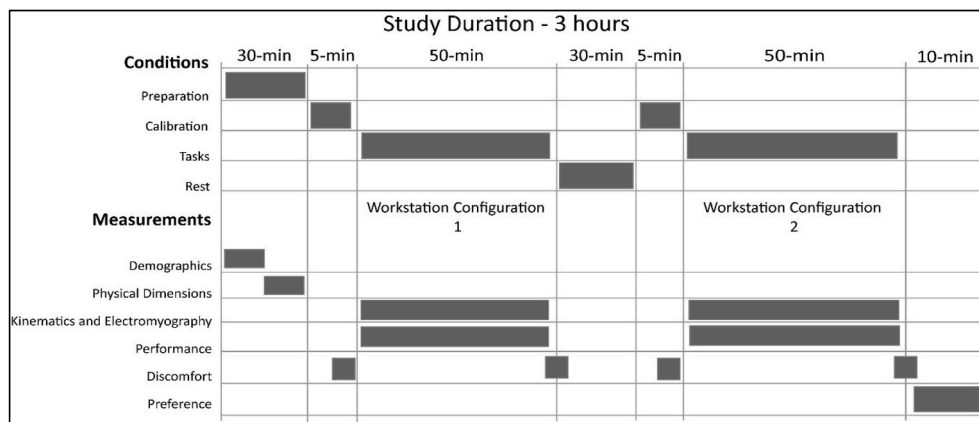 Study Duration - 3 hours
30-min 5-min 50-min 30-min 5-min 50-min 10-min
Conditions
Preparation
Calibration
Tasks
Rest
Workstation Configuration Workstation Configuration
1 2
Measurements
Demographics
Physical Dimensions
Kinematics and Electromyography
Performance
Discomfort
Preference